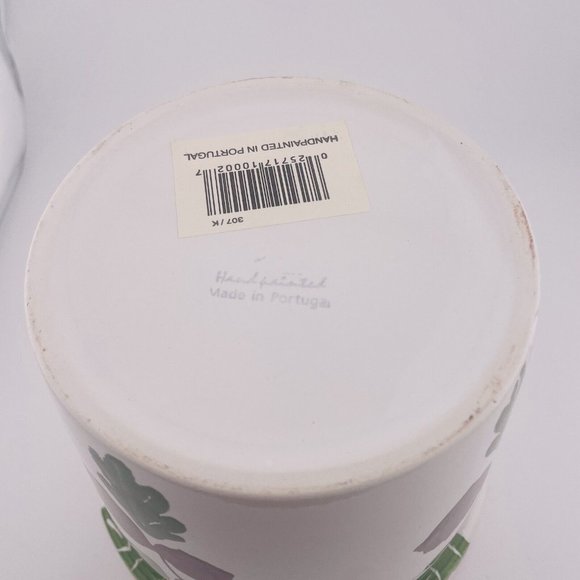 HANDPAINTED IN PORTUGAL
0 25717 10002 7
307 / K
Handpainted
Made in Portugal